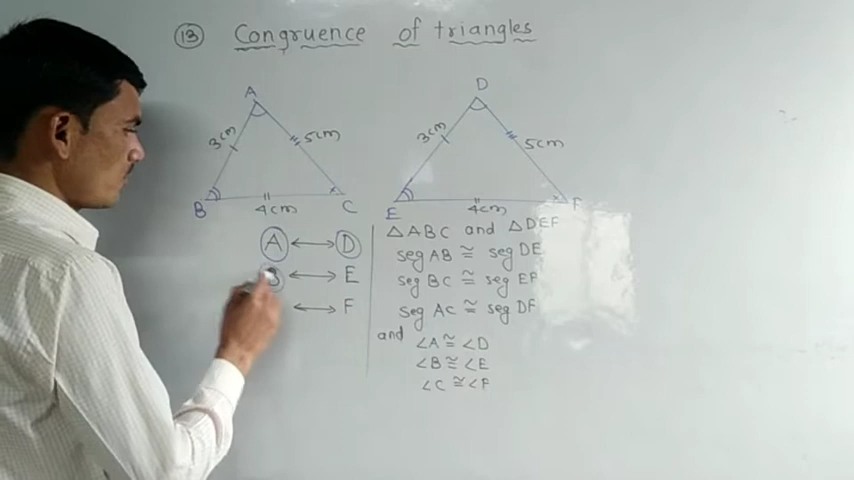 13 Congruence of triangles
A
D
3cm
5cm
3cm
5cm
B
4cm
C
E
4cm
F
A ↔ D
B ↔ E
↔ F
△ABC and △DEF
seg AB ≅ seg DE
seg BC ≅ seg EF
seg AC ≅ seg DF
and ∠A ≅ ∠D
∠B ≅ ∠E
∠C ≅ ∠F